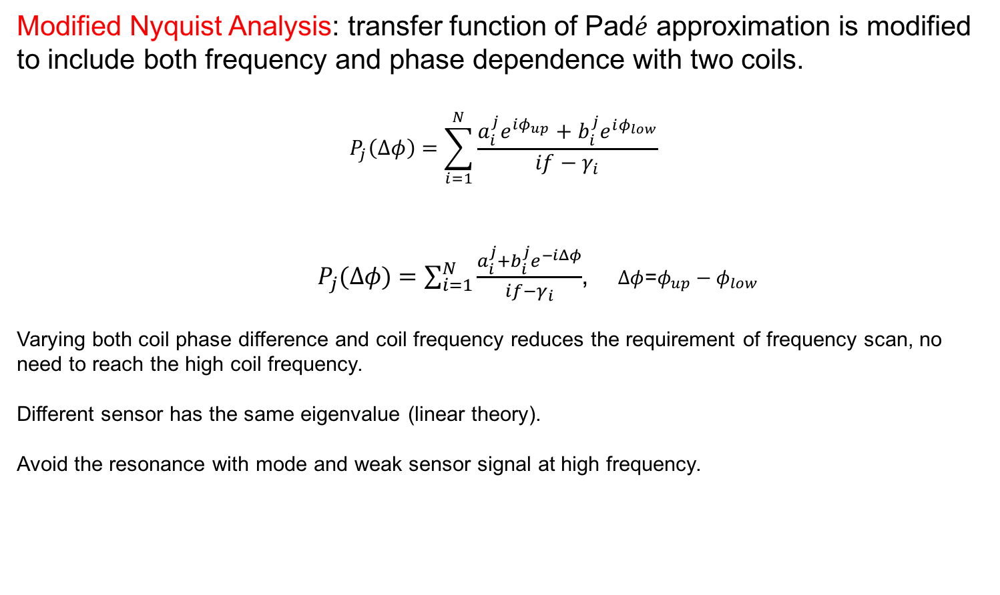 Modified Nyquist Analysis: transfer function of Padé approximation is modified
to include both frequency and phase dependence with two coils.
$P_j(\Delta\phi) = \sum_{i=1}^{N} \frac{a_i^j e^{i\phi_{up}} + b_i^j e^{i\phi_{low}}}{if - \gamma_i}$
$P_j(\Delta\phi) = \sum_{i=1}^{N} \frac{a_i^j + b_i^j e^{-i\Delta\phi}}{if - \gamma_i}$, $\Delta\phi = \phi_{up} - \phi_{low}$
Varying both coil phase difference and coil frequency reduces the requirement of frequency scan, no
need to reach the high coil frequency.
Different sensor has the same eigenvalue (linear theory).
Avoid the resonance with mode and weak sensor signal at high frequency.